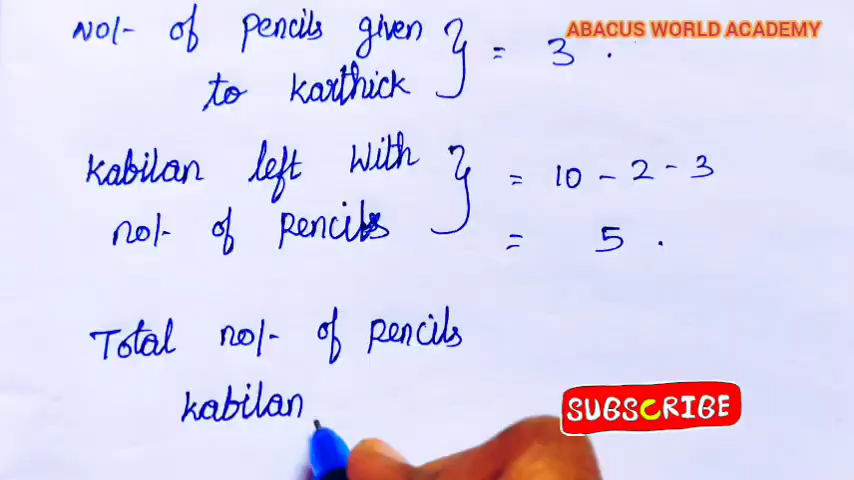 ABACUS WORLD ACADEMY
No/- of pencils given
to karthick } = 3 .
kabilan left with
no/- of pencils } = 10 - 2 - 3
= 5 .
Total no/- of pencils
kabilan
SUBSCRIBE